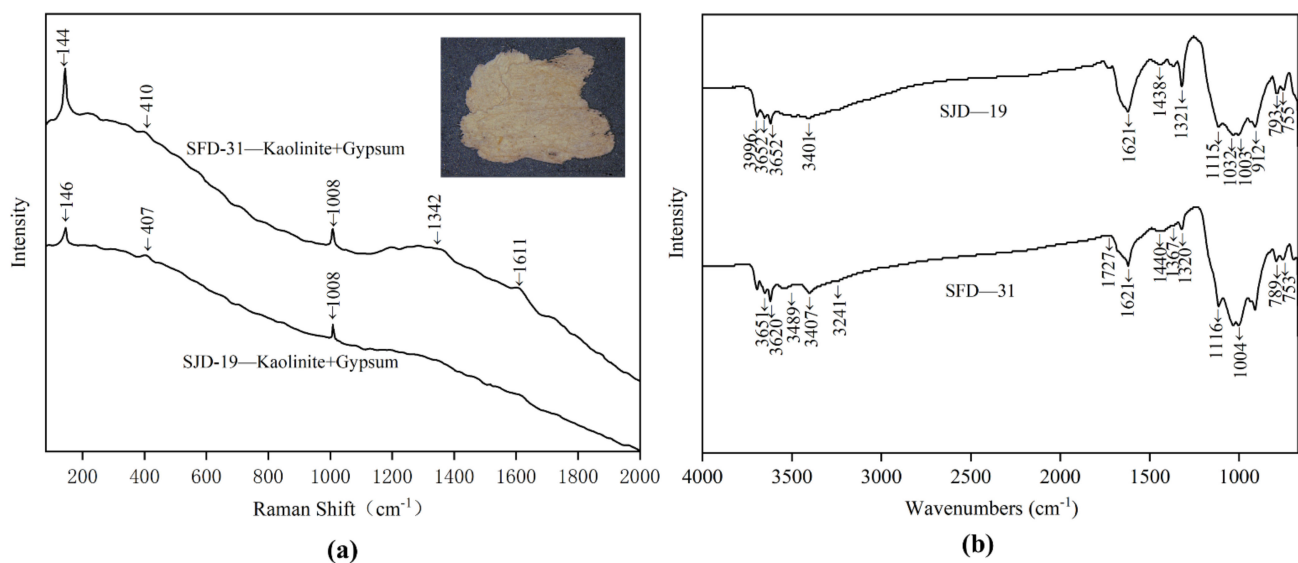 144
410
SFD-31—Kaolinite+Gypsum
146
407
1008
1342
1611
1008
SJD-19—Kaolinite+Gypsum
Intensity
200 400 600 800 1000 1200 1400 1600 1800 2000
Raman Shift（cm-1）
(a)
SJD—19
3996
3652
3652
3401
1621
1438
1321
1115
1032
1003
912
793
755
SFD—31
3651
3620
3489
3407
3241
1727
1621
1440
1367
1320
1116
1004
789
753
Intensity
4000 3500 3000 2500 2000 1500 1000
Wavenumbers (cm-1)
(b)